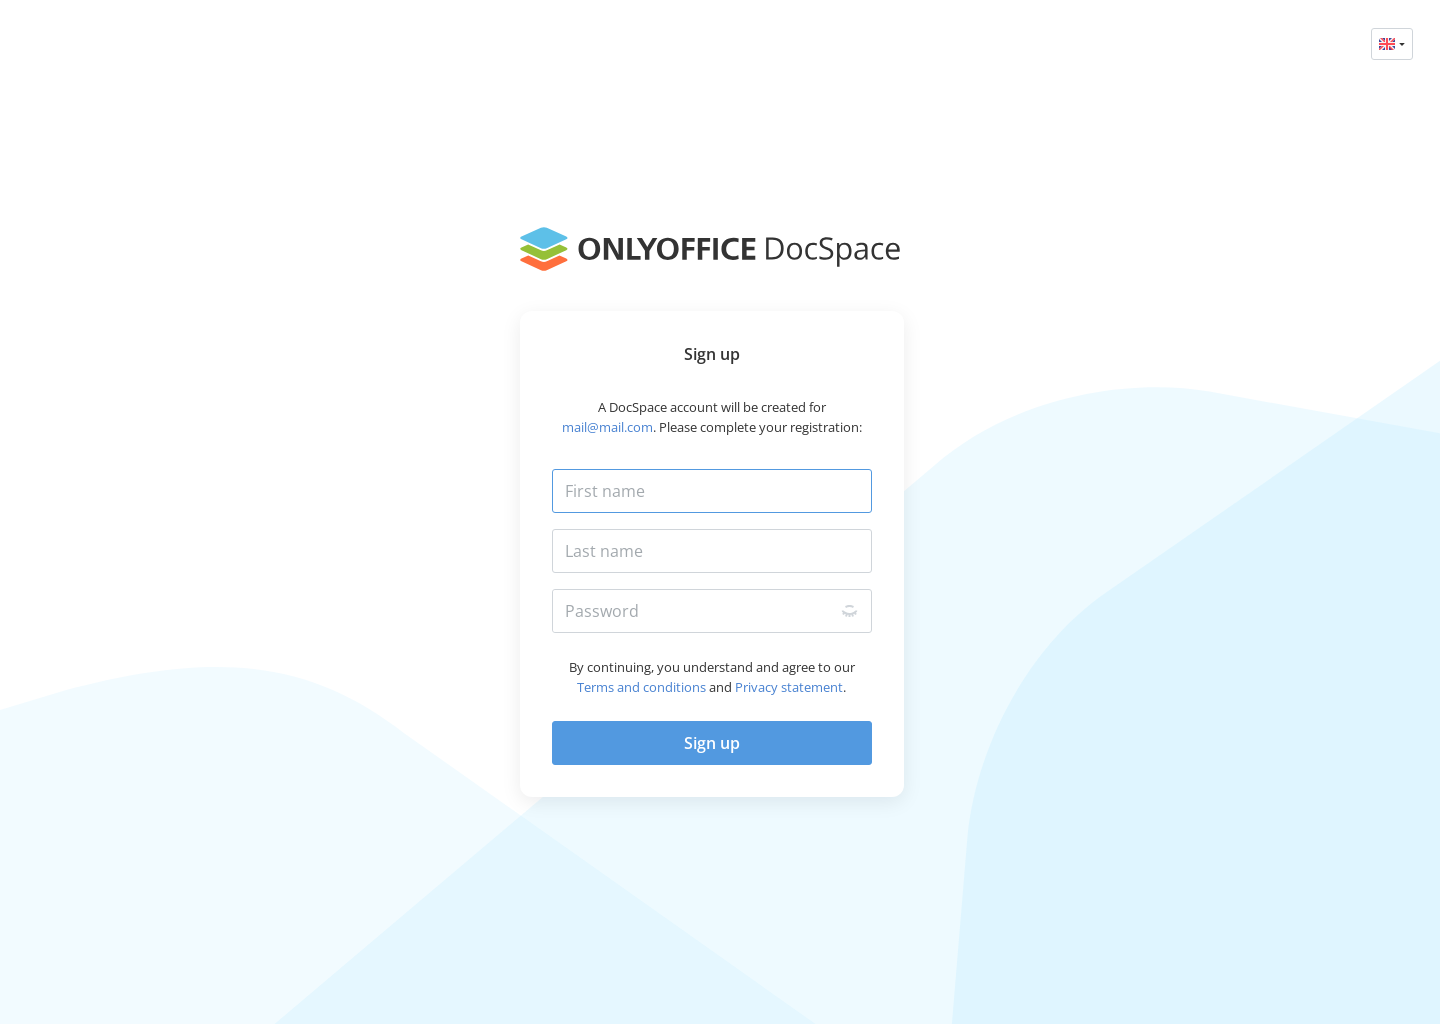 ONLYOFFICE DocSpace
Sign up
A DocSpace account will be created for
mail@mail.com. Please complete your registration:
First name
Last name
Password
By continuing, you understand and agree to our
Terms and conditions and Privacy statement.
Sign up